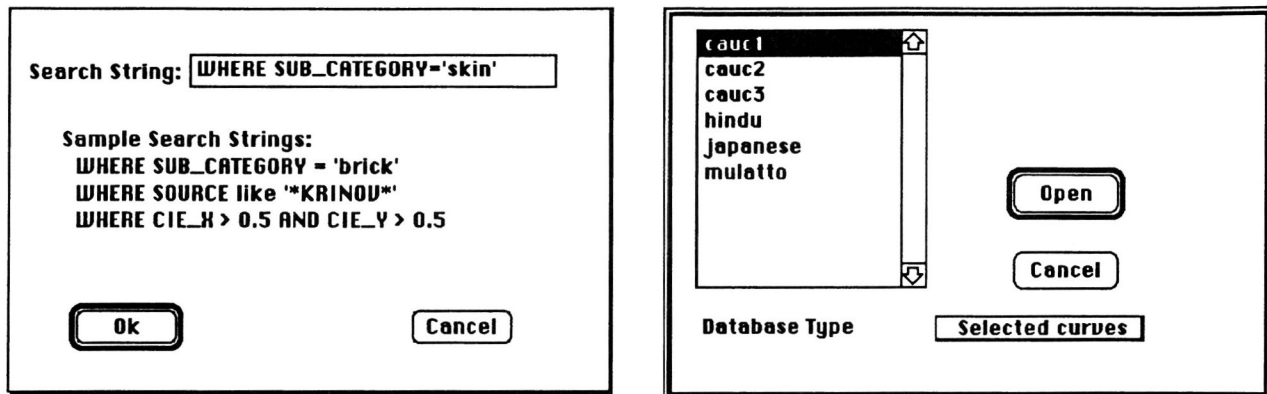 Search String: WHERE SUB_CATEGORY='skin'
Sample Search Strings:
WHERE SUB_CATEGORY = 'brick'
WHERE SOURCE like '*KRINOV*'
WHERE CIE_X > 0.5 AND CIE_Y > 0.5
Ok
Cancel
cauc1
cauc2
cauc3
hindu
japanese
mulatto
Open
Cancel
Database Type
Selected curves